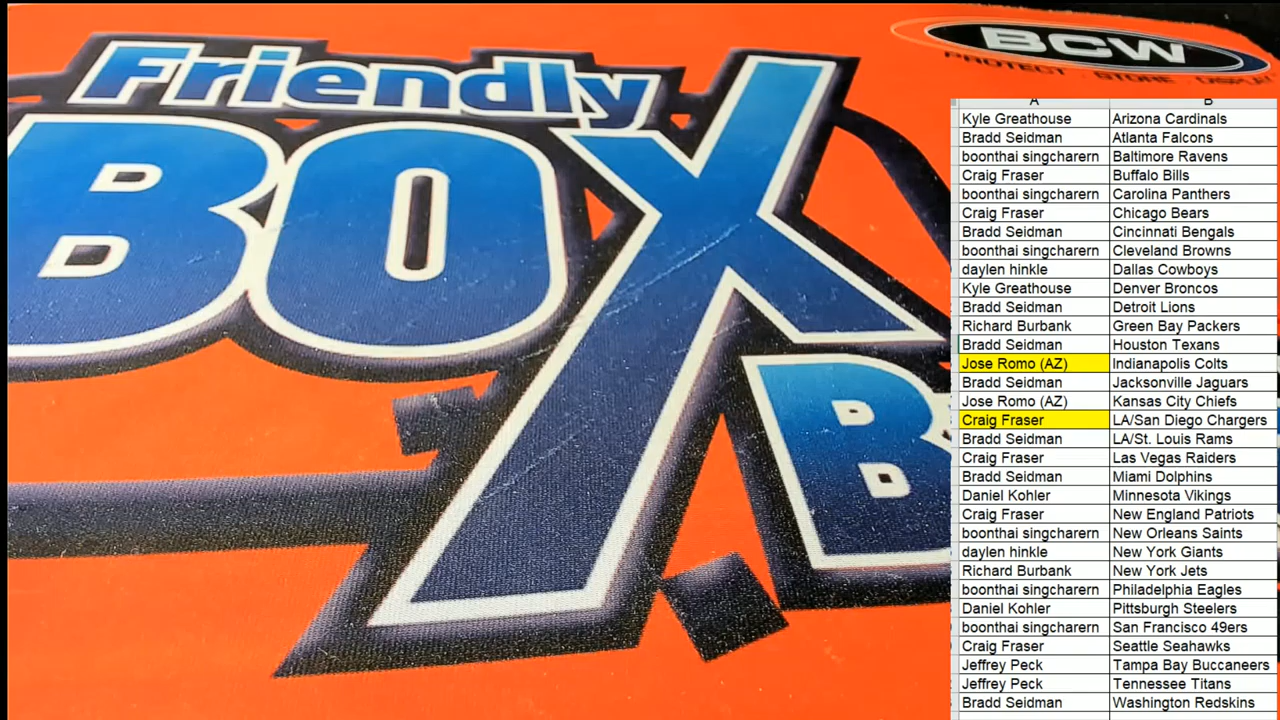 Friendly
BOX B
BCW
PROTECT · STORE · DISPLAY
A B
Kyle Greathouse Arizona Cardinals
Bradd Seidman Atlanta Falcons
boonthai singcharern Baltimore Ravens
Craig Fraser Buffalo Bills
boonthai singcharern Carolina Panthers
Craig Fraser Chicago Bears
Bradd Seidman Cincinnati Bengals
boonthai singcharern Cleveland Browns
daylen hinkle Dallas Cowboys
Kyle Greathouse Denver Broncos
Bradd Seidman Detroit Lions
Richard Burbank Green Bay Packers
Bradd Seidman Houston Texans
Jose Romo (AZ) Indianapolis Colts
Bradd Seidman Jacksonville Jaguars
Jose Romo (AZ) Kansas City Chiefs
Craig Fraser LA/San Diego Chargers
Bradd Seidman LA/St. Louis Rams
Craig Fraser Las Vegas Raiders
Bradd Seidman Miami Dolphins
Daniel Kohler Minnesota Vikings
Craig Fraser New England Patriots
boonthai singcharern New Orleans Saints
daylen hinkle New York Giants
Richard Burbank New York Jets
boonthai singcharern Philadelphia Eagles
Daniel Kohler Pittsburgh Steelers
boonthai singcharern San Francisco 49ers
Craig Fraser Seattle Seahawks
Jeffrey Peck Tampa Bay Buccaneers
Jeffrey Peck Tennessee Titans
Bradd Seidman Washington Redskins